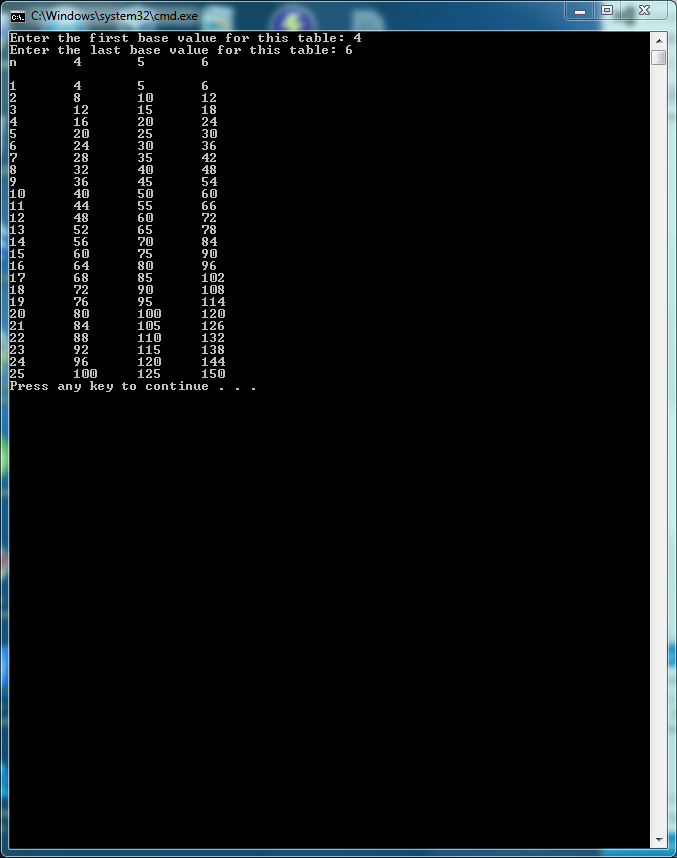 C:\Windows\system32\cmd.exe
Enter the first base value for this table: 4
Enter the last base value for this table: 6
n 4 5 6
1 4 5 6
2 8 10 12
3 12 15 18
4 16 20 24
5 20 25 30
6 24 30 36
7 28 35 42
8 32 40 48
9 36 45 54
10 40 50 60
11 44 55 66
12 48 60 72
13 52 65 78
14 56 70 84
15 60 75 90
16 64 80 96
17 68 85 102
18 72 90 108
19 76 95 114
20 80 100 120
21 84 105 126
22 88 110 132
23 92 115 138
24 96 120 144
25 100 125 150
Press any key to continue . . .